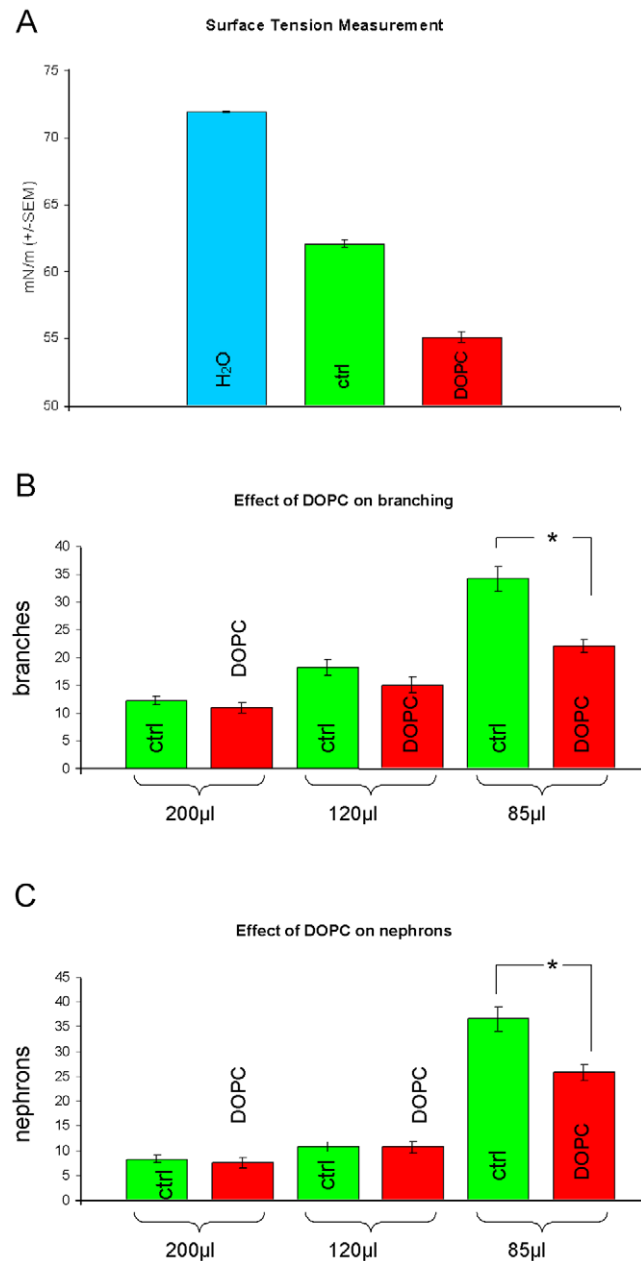 A
Surface Tension Measurement
75
70
65
60
55
50
mN/m (+/-SEM)
H₂O
ctrl
DOPC
B
Effect of DOPC on branching
40
35
30
25
20
15
10
5
0
branches
*
ctrl
DOPC
ctrl
DOPC
ctrl
DOPC
200µl
120µl
85µl
C
Effect of DOPC on nephrons
45
40
35
30
25
20
15
10
5
0
nephrons
*
ctrl
DOPC
ctrl
DOPC
ctrl
DOPC
200µl
120µl
85µl